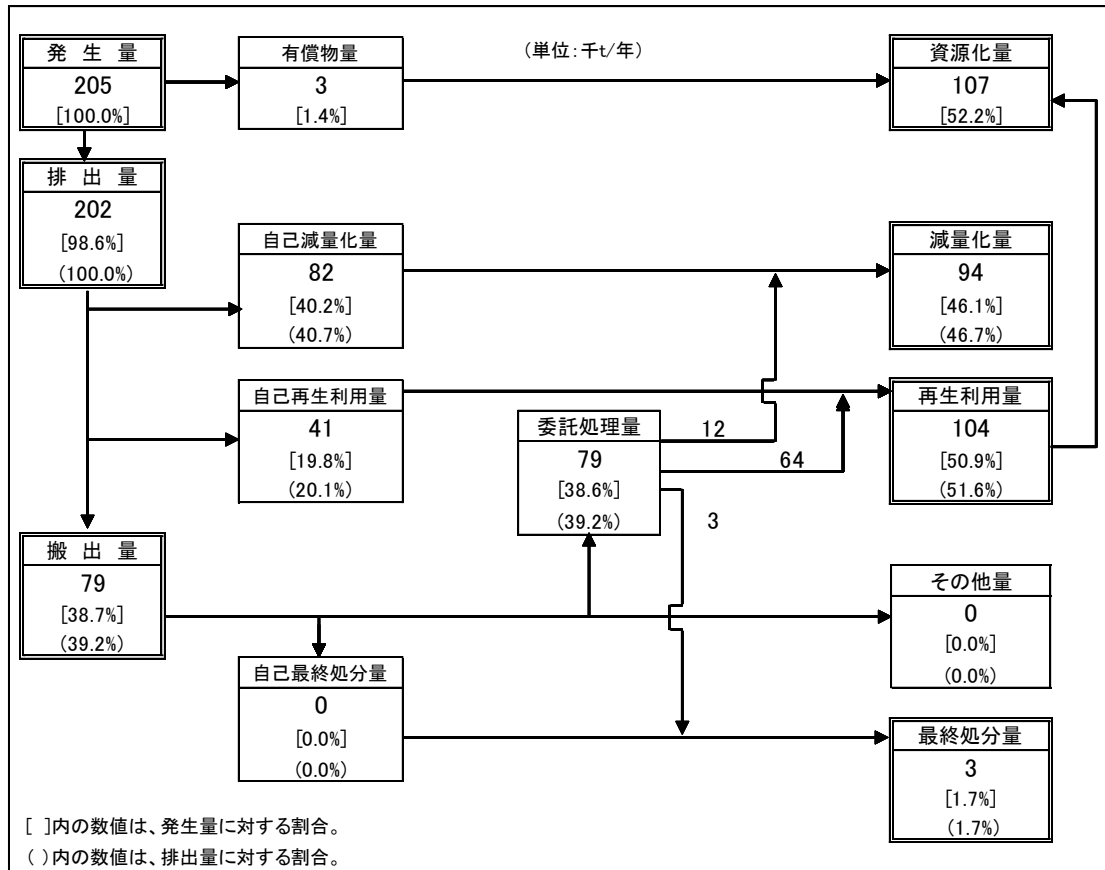 発 生 量
205
[100.0%]
有償物量
3
[1.4%]
(単位:千t/年)
資源化量
107
[52.2%]
排 出 量
202
[98.6%]
(100.0%)
自己減量化量
82
[40.2%]
(40.7%)
減量化量
94
[46.1%]
(46.7%)
自己再生利用量
41
[19.8%]
(20.1%)
委託処理量
79
[38.6%]
(39.2%)
12
64
3
再生利用量
104
[50.9%]
(51.6%)
搬 出 量
79
[38.7%]
(39.2%)
その他量
0
[0.0%]
(0.0%)
自己最終処分量
0
[0.0%]
(0.0%)
最終処分量
3
[1.7%]
(1.7%)
[ ]内の数値は、発生量に対する割合。
( )内の数値は、排出量に対する割合。